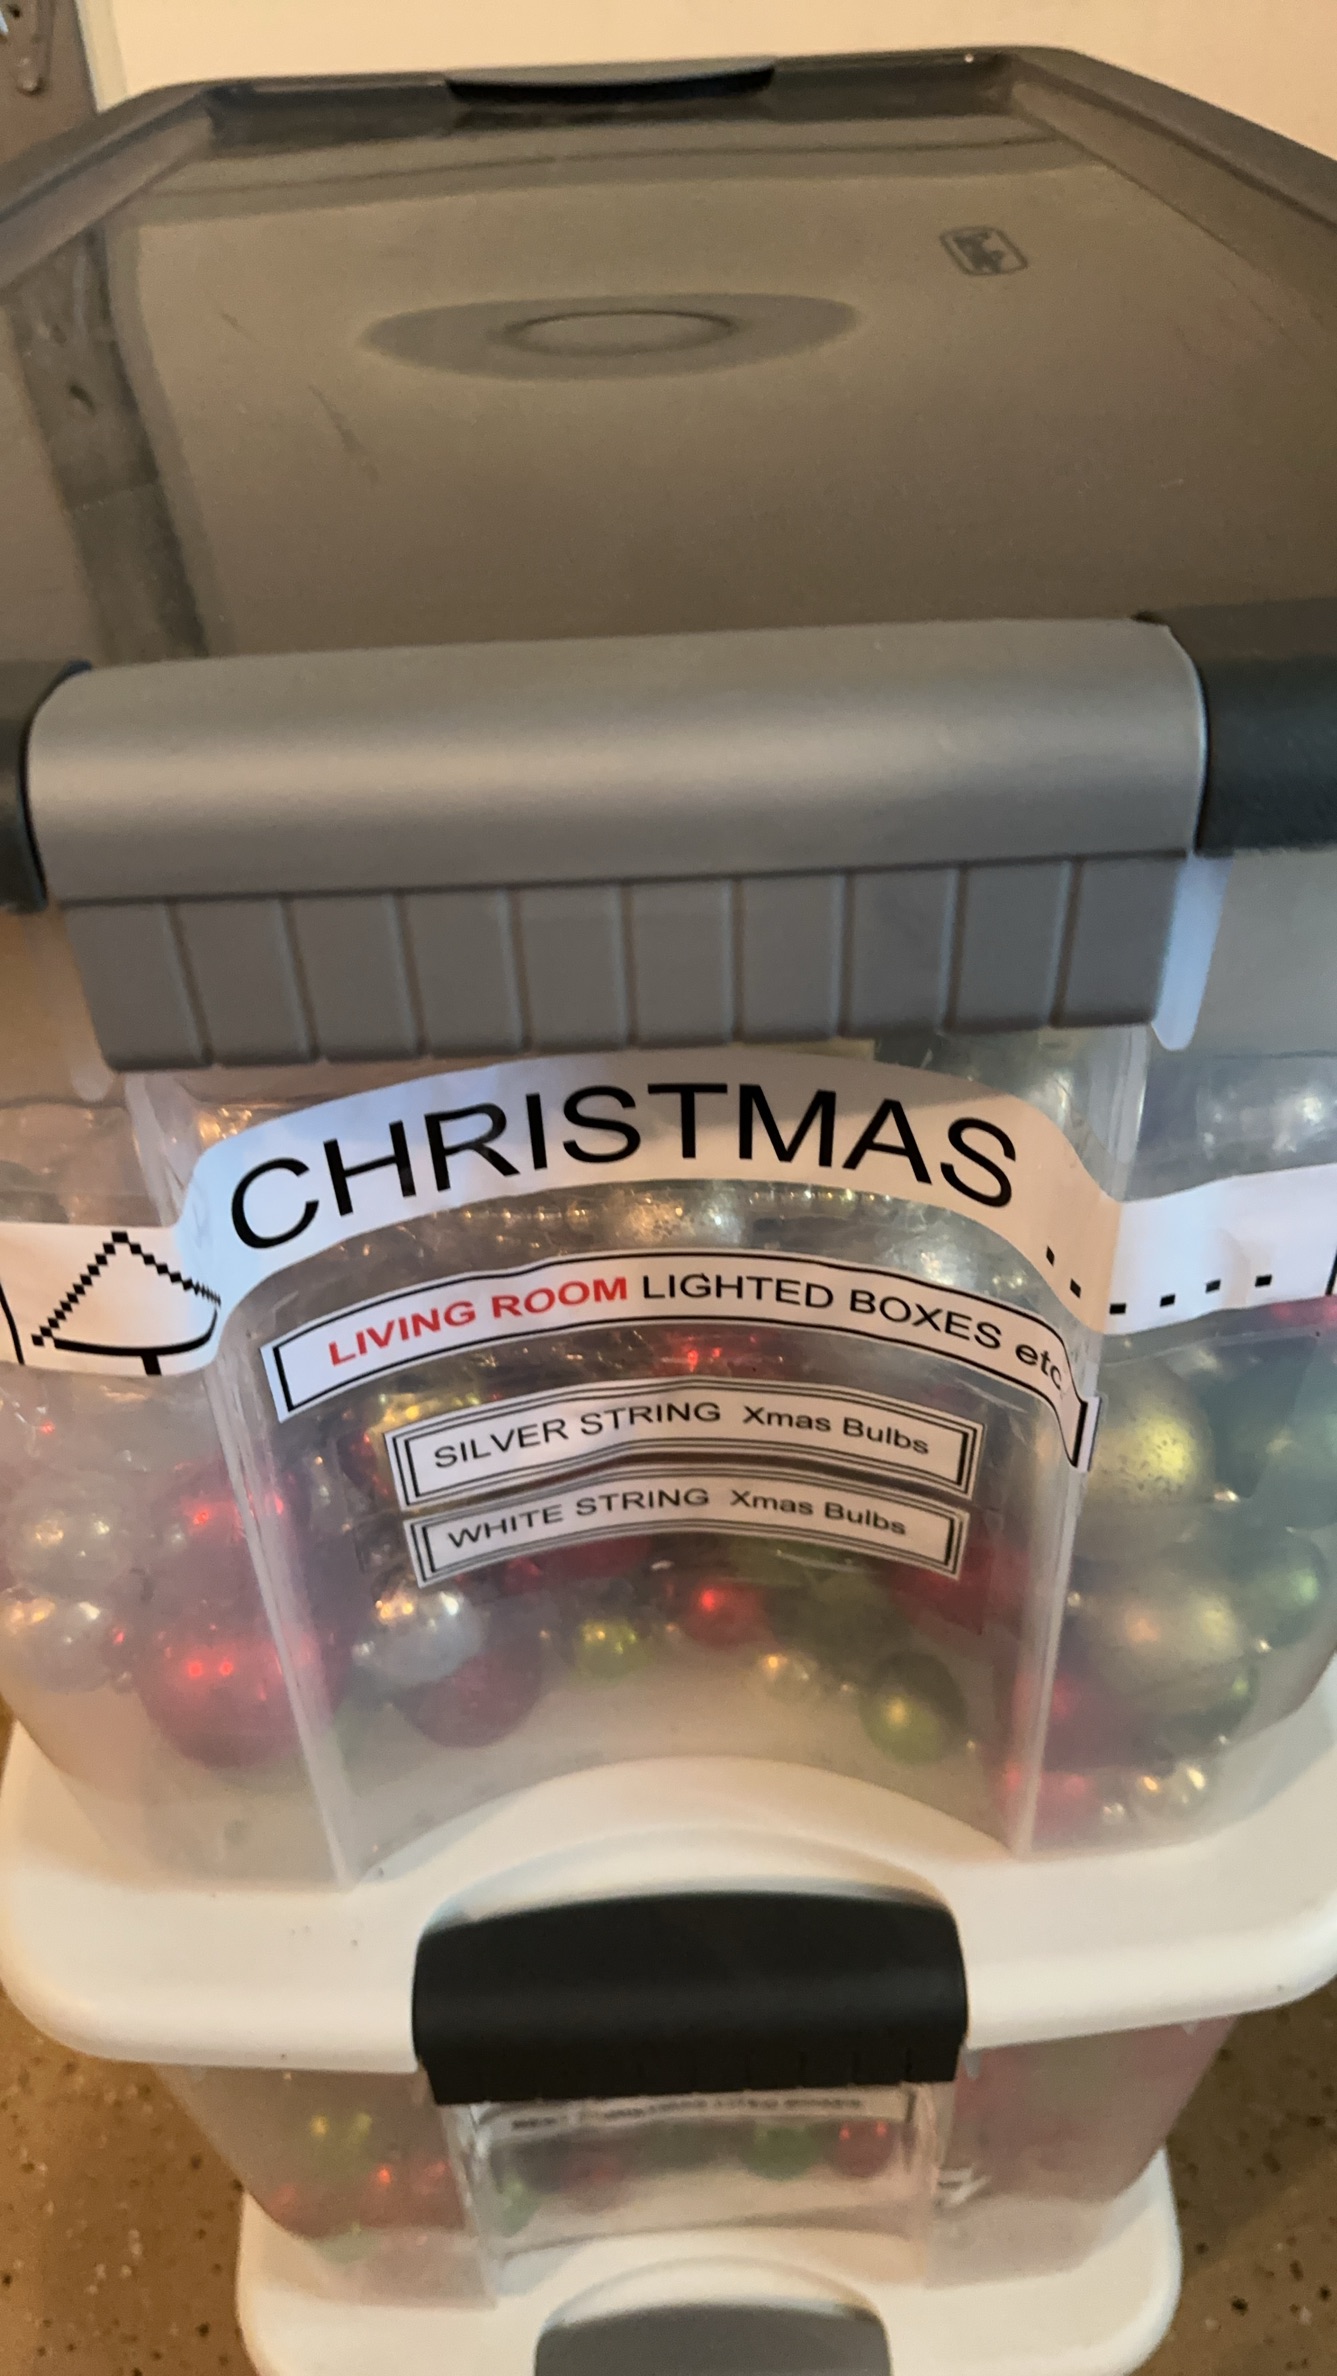 CHRISTMAS
LIVING ROOM LIGHTED BOXES etc
SILVER STRING Xmas Bulbs
WHITE STRING Xmas Bulbs